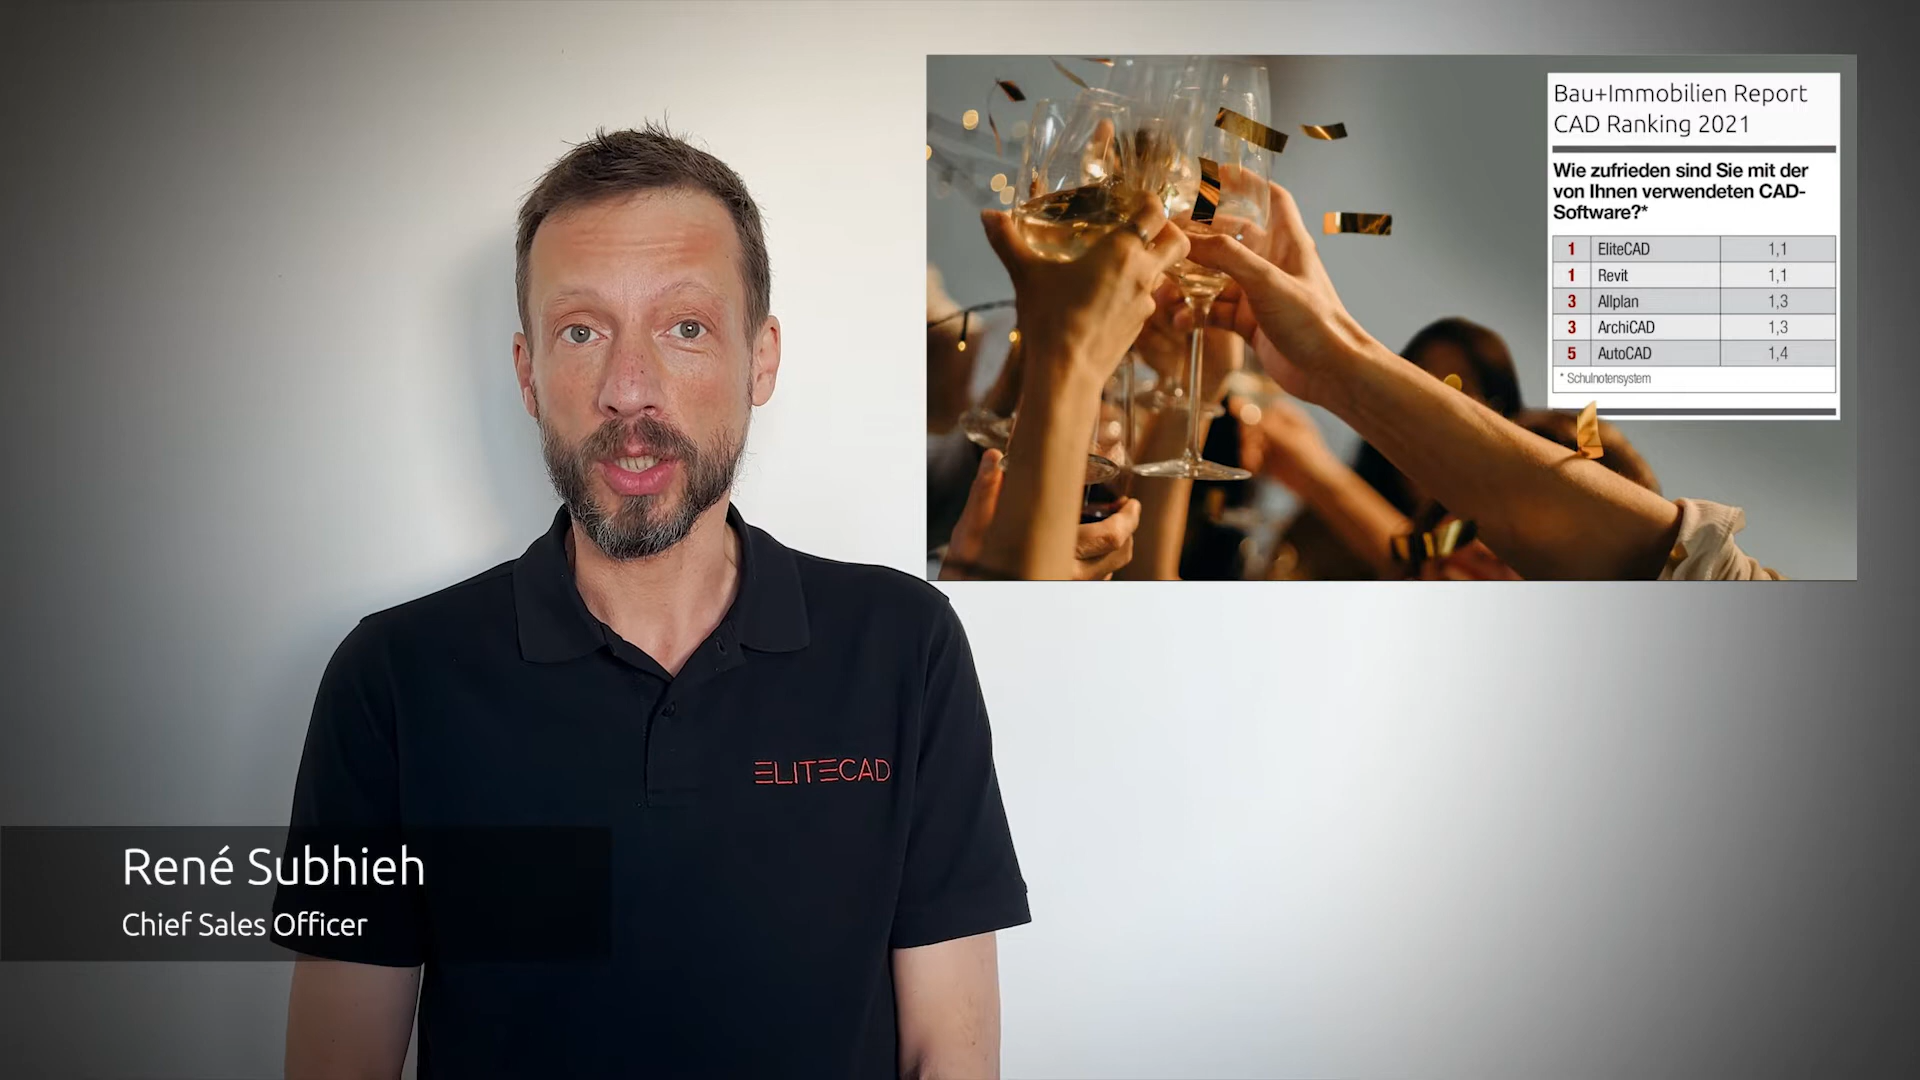 Bau+Immobilien Report
CAD Ranking 2021
Wie zufrieden sind Sie mit der
von Ihnen verwendeten CAD-
Software?*
1 EliteCAD 1,1
1 Revit 1,1
3 Allplan 1,3
3 ArchiCAD 1,3
5 AutoCAD 1,4
* Schulnotensystem
ELITECAD
René Subhieh
Chief Sales Officer